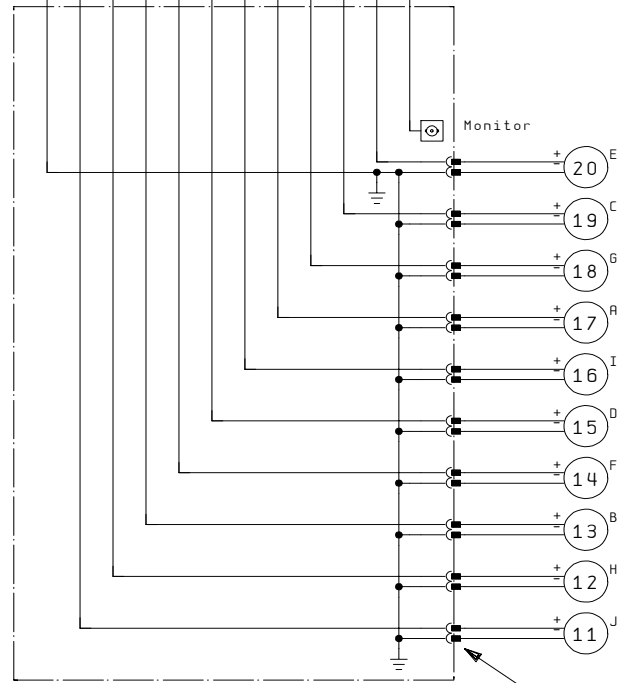 Monitor
+ - 20 E
+ - 19 C
+ - 18 G
+ - 17 A
+ - 16 I
+ - 15 D
+ - 14 F
+ - 13 B
+ - 12 H
+ - 11 J